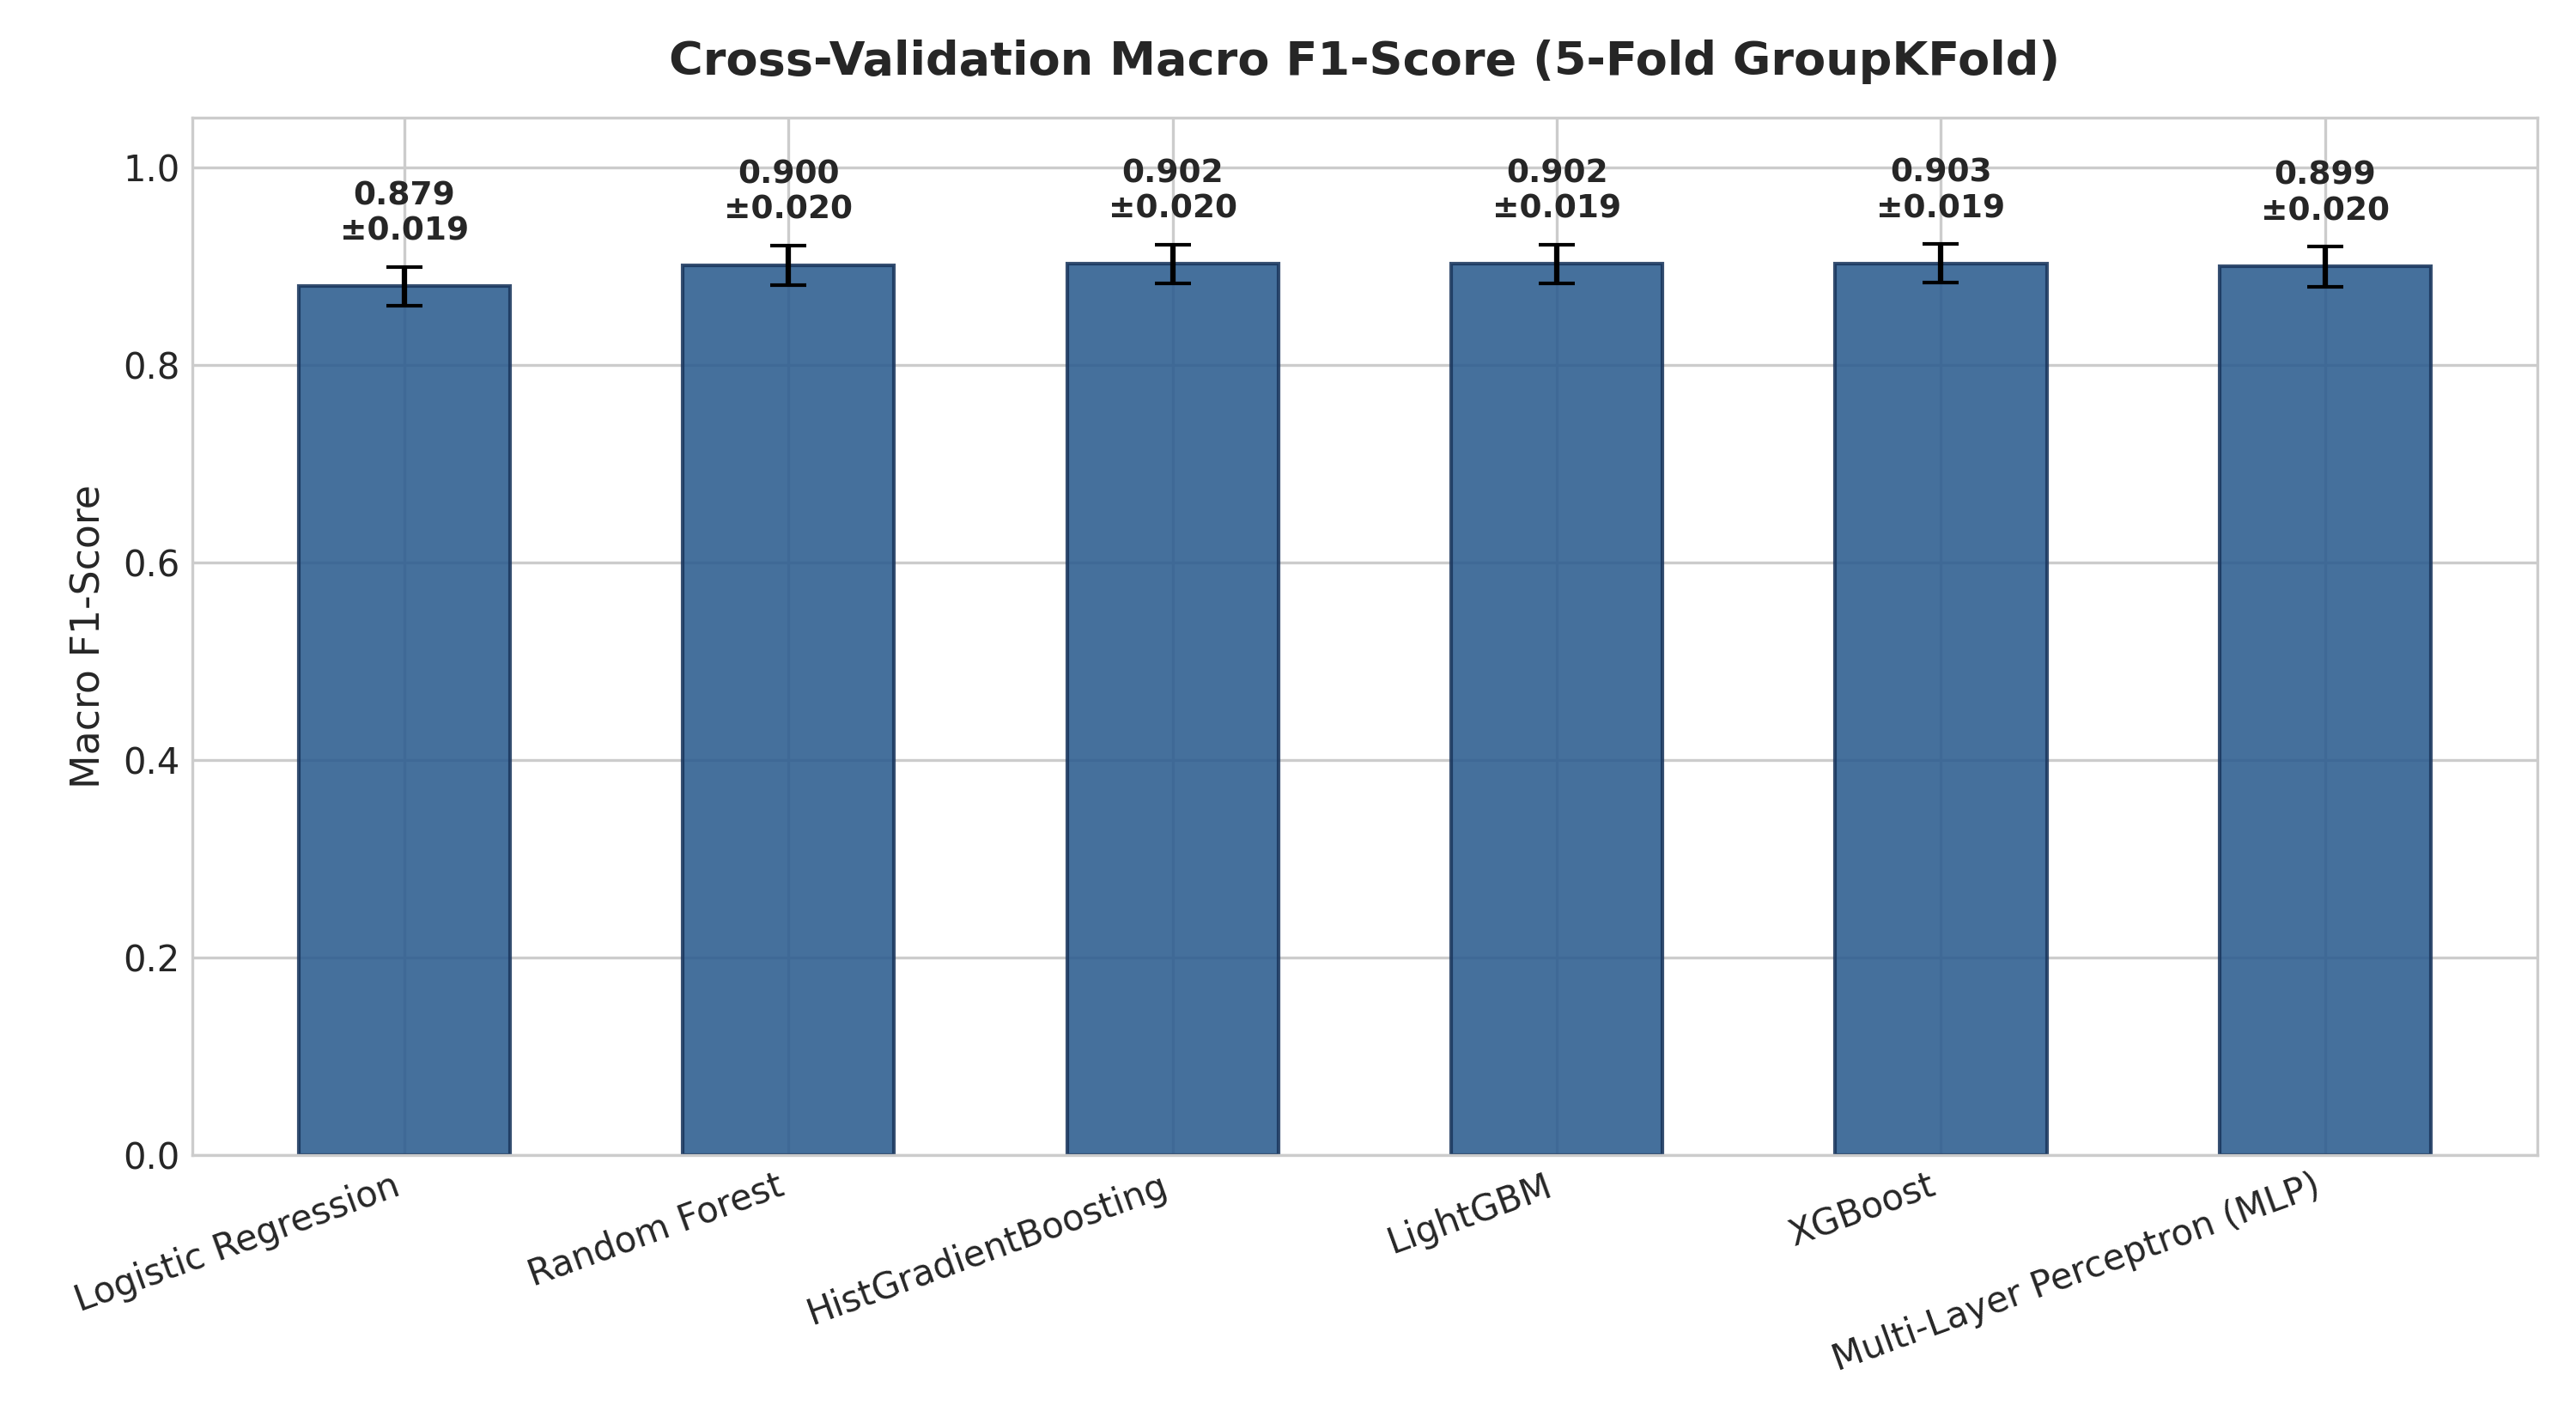 Cross-Validation Macro F1-Score (5-Fold GroupKFold)
Macro F1-Score
1.0
0.8
0.6
0.4
0.2
0.0
0.879
±0.019
0.900
±0.020
0.902
±0.020
0.902
±0.019
0.903
±0.019
0.899
±0.020
Logistic Regression
Random Forest
HistGradientBoosting
LightGBM
XGBoost
Multi-Layer Perceptron (MLP)